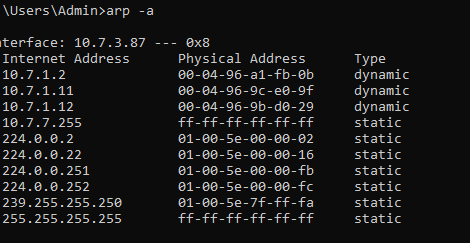 \Users\Admin>arp -a
nterface: 10.7.3.87 --- 0x8
Internet Address Physical Address Type
10.7.1.2 00-04-96-a1-fb-0b dynamic
10.7.1.11 00-04-96-9c-e0-9f dynamic
10.7.1.12 00-04-96-9b-d0-29 dynamic
10.7.7.255 ff-ff-ff-ff-ff-ff static
224.0.0.2 01-00-5e-00-00-02 static
224.0.0.22 01-00-5e-00-00-16 static
224.0.0.251 01-00-5e-00-00-fb static
224.0.0.252 01-00-5e-00-00-fc static
239.255.255.250 01-00-5e-7f-ff-fa static
255.255.255.255 ff-ff-ff-ff-ff-ff static